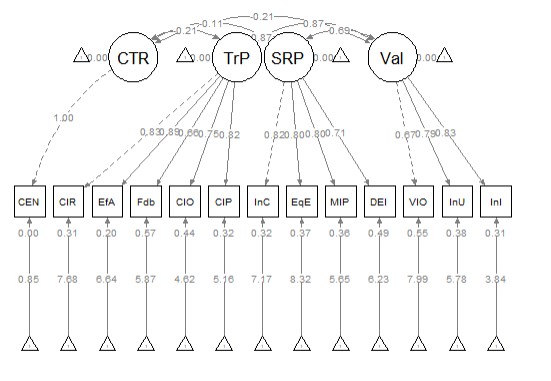 -0.21
-0.11 0.87
-0.21 0.87 0.69
0.00 CTR 0.00 TrP SRP 0.00 Val 0.00
1.00
0.83 0.89 0.66 0.75 0.82 0.82 0.80 0.80 0.71 0.67 0.79 0.83
CEN CIR EfA Fdb CIO CIP InC EqE MIP DEI VIO InU InI
0.00 0.31 0.20 0.57 0.44 0.32 0.32 0.37 0.36 0.49 0.55 0.38 0.31
0.85 7.68 6.64 5.87 4.62 5.16 7.17 8.32 5.65 6.23 7.99 5.78 3.84